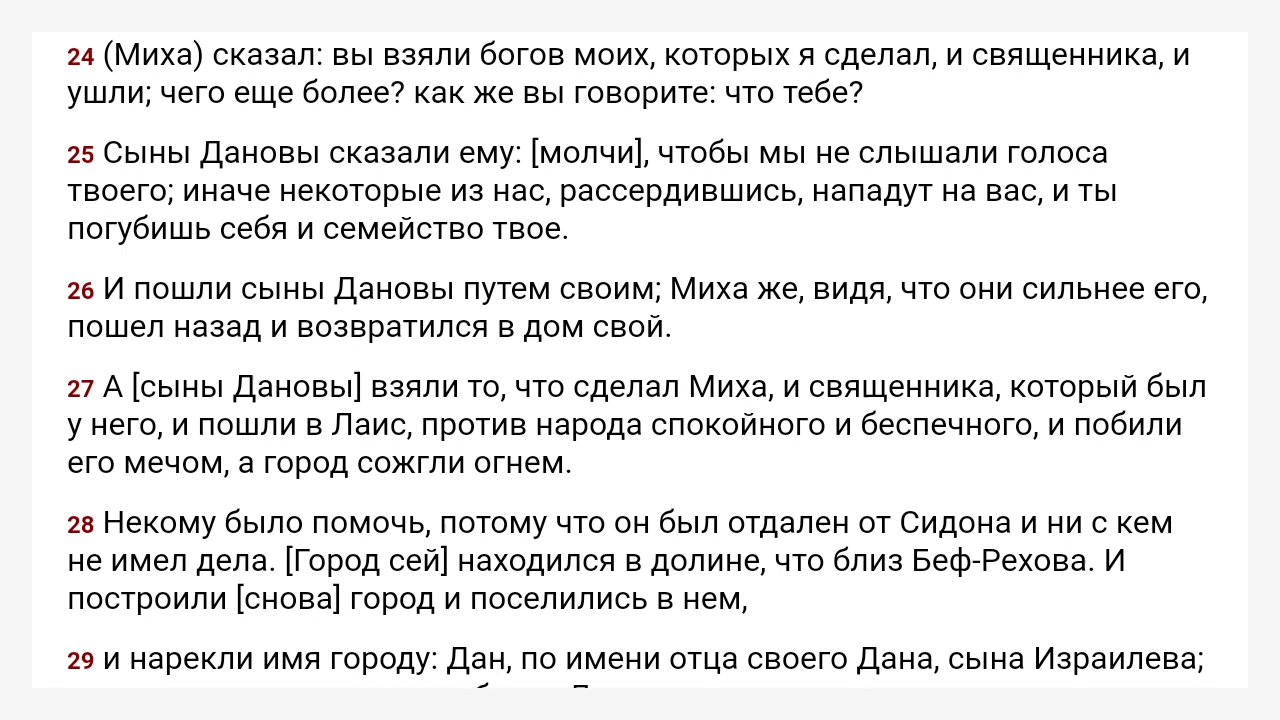 24 (Миха) сказал: вы взяли богов моих, которых я сделал, и священника, и
ушли; чего еще более? как же вы говорите: что тебе?
25 Сыны Дановы сказали ему: [молчи], чтобы мы не слышали голоса
твоего; иначе некоторые из нас, рассердившись, нападут на вас, и ты
погубишь себя и семейство твое.
26 И пошли сыны Дановы путем своим; Миха же, видя, что они сильнее его,
пошел назад и возвратился в дом свой.
27 А [сыны Дановы] взяли то, что сделал Миха, и священника, который был
у него, и пошли в Лаис, против народа спокойного и беспечного, и побили
его мечом, а город сожгли огнем.
28 Некому было помочь, потому что он был отдален от Сидона и ни с кем
не имел дела. [Город сей] находился в долине, что близ Беф-Рехова. И
построили [снова] город и поселились в нем,
29 и нарекли имя городу: Дан, по имени отца своего Дана, сына Израилева;